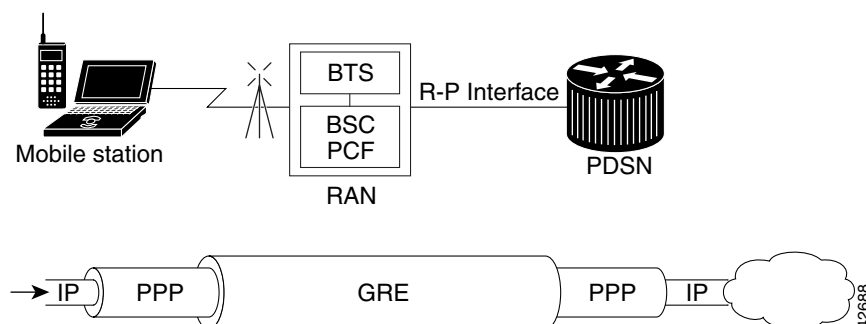 BTS
R-P Interface
BSC
PCF
Mobile station
PDSN
RAN
IP
PPP
GRE
PPP
IP